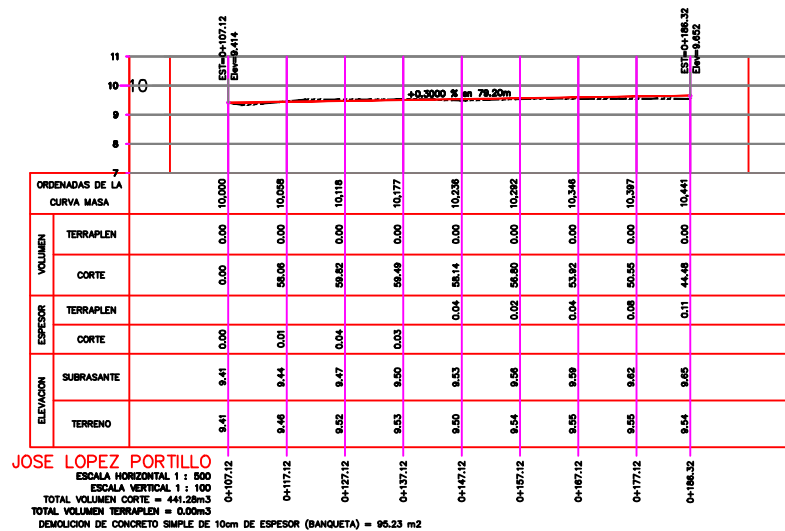 EST=0+107.12
Elev=9.414
EST=0+186.32
Elev=9.652
11
10
10
9
8
7
+0.3000 % en 79.20m
ORDENADAS DE LA
CURVA MASA
10,000 10,058 10,118 10,177 10,236 10,292 10,346 10,397 10,441
VOLUMEN
TERRAPLEN 0.00 0.00 0.00 0.00 0.00 0.00 0.00 0.00 0.00
CORTE 0.00 58.06 59.82 59.49 58.14 56.80 53.92 50.55 44.48
ESPESOR
TERRAPLEN 0.04 0.02 0.04 0.08 0.11
CORTE 0.00 0.01 0.04 0.03
ELEVACION
SUBRASANTE 9.41 9.44 9.47 9.50 9.53 9.56 9.59 9.62 9.65
TERRENO 9.41 9.46 9.52 9.53 9.50 9.54 9.55 9.55 9.54
0+107.12 0+117.12 0+127.12 0+137.12 0+147.12 0+157.12 0+167.12 0+177.12 0+186.32
JOSE LOPEZ PORTILLO
ESCALA HORIZONTAL 1 : 500
ESCALA VERTICAL 1 : 100
TOTAL VOLUMEN CORTE = 441.28m3
TOTAL VOLUMEN TERRAPLEN = 0.00m3
DEMOLICION DE CONCRETO SIMPLE DE 10cm DE ESPESOR (BANQUETA) = 95.23 m2